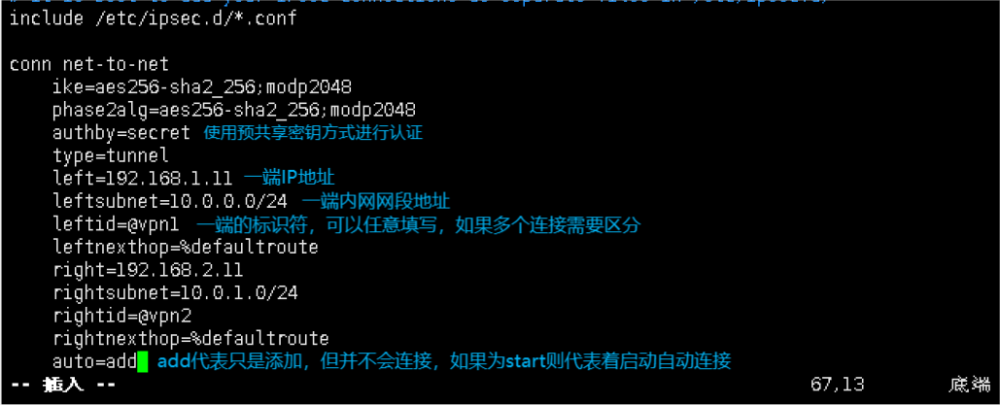 include /etc/ipsec.d/*.conf
conn net-to-net
ike=aes256-sha2_256;modp2048
phase2alg=aes256-sha2_256;modp2048
authby=secret 使用预共享密钥方式进行认证
type=tunnel
left=192.168.1.11 一端IP地址
leftsubnet=10.0.0.0/24 一端内网网段地址
leftid=@vpn1 一端的标识符，可以任意填写，如果多个连接需要区分
leftnexthop=%defaultroute
right=192.168.2.11
rightsubnet=10.0.1.0/24
rightid=@vpn2
rightnexthop=%defaultroute
auto=add add代表只是添加，但并不会连接，如果为start则代表着启动自动连接
-- 插入 -- 67,13 底端